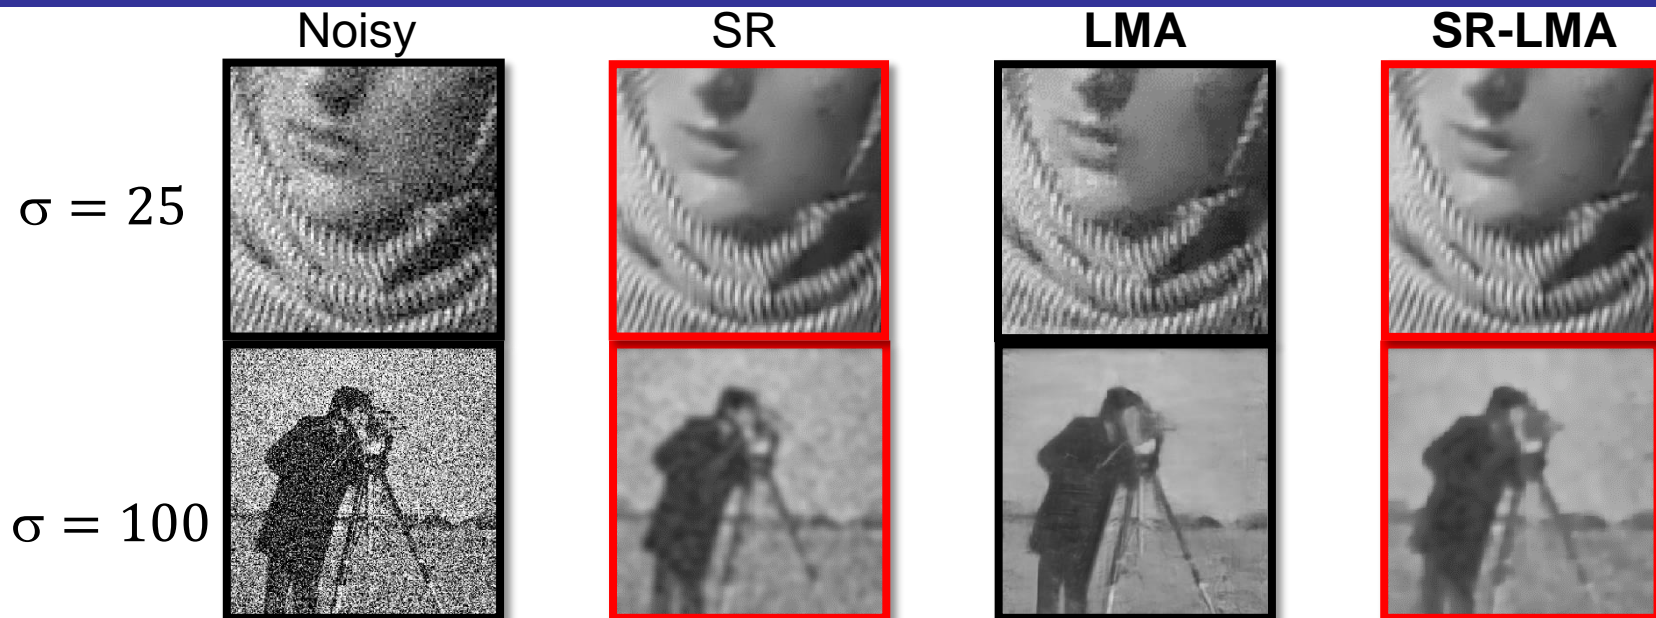 Noisy SR LMA SR-LMA
σ = 25
σ = 100